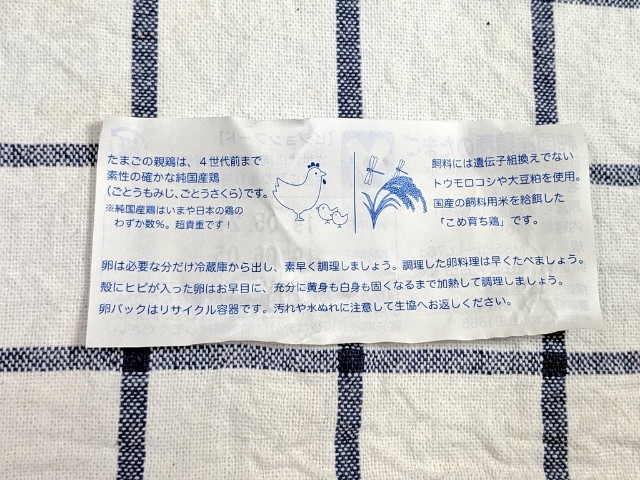 たまごの親鶏は、4世代前まで
素性の確かな純国産鶏
(ごとうもみじ、ごとうさくら)です。
※純国産鶏はいまや日本の鶏の
わずか数%。超貴重です！
飼料には遺伝子組換えでない
トウモロコシや大豆粕を使用。
国産の飼料用米を給餌した
「こめ育ち鶏」です。
卵は必要な分だけ冷蔵庫から出し、素早く調理しましょう。調理した卵料理は早くたべましょう。
殻にヒビが入った卵はお早目に、充分に黄身も白身も固くなるまで加熱して調理しましょう。
卵パックはリサイクル容器です。汚れや水ぬれに注意して生協へお返しください。